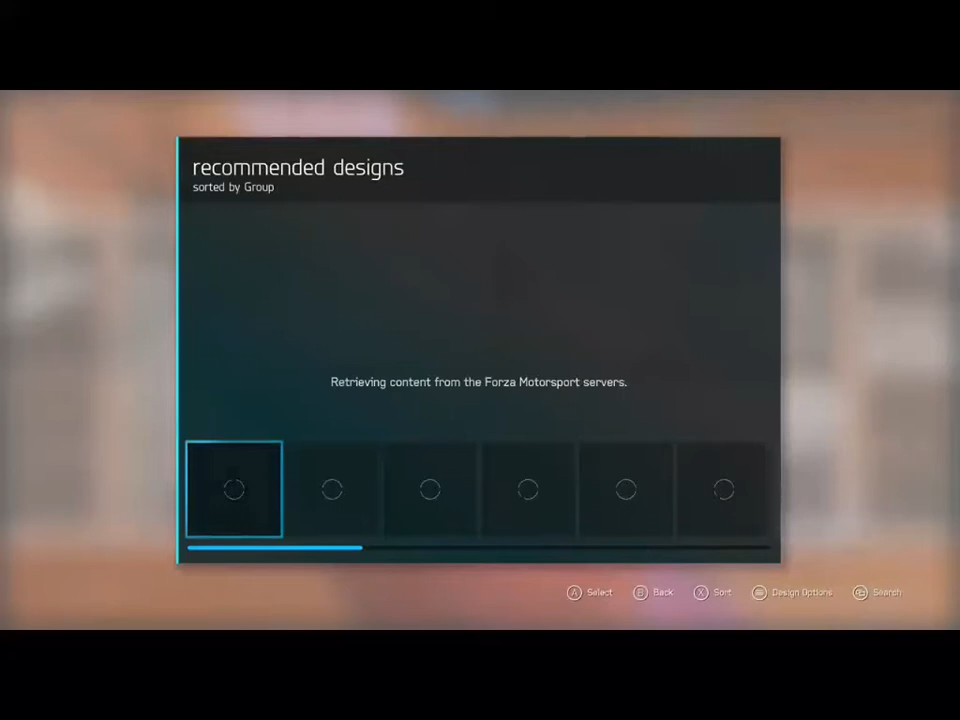 recommended designs
sorted by Group
Retrieving content from the Forza Motorsport servers.
A Select B Back X Sort Design Options Search